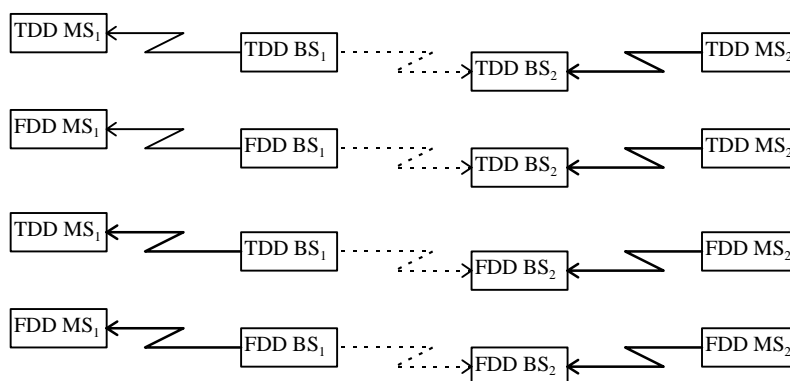 TDD MS₁ TDD BS₁ TDD BS₂ TDD MS₂
FDD MS₁ FDD BS₁ TDD BS₂ TDD MS₂
TDD MS₁ TDD BS₁ FDD BS₂ FDD MS₂
FDD MS₁ FDD BS₁ FDD BS₂ FDD MS₂